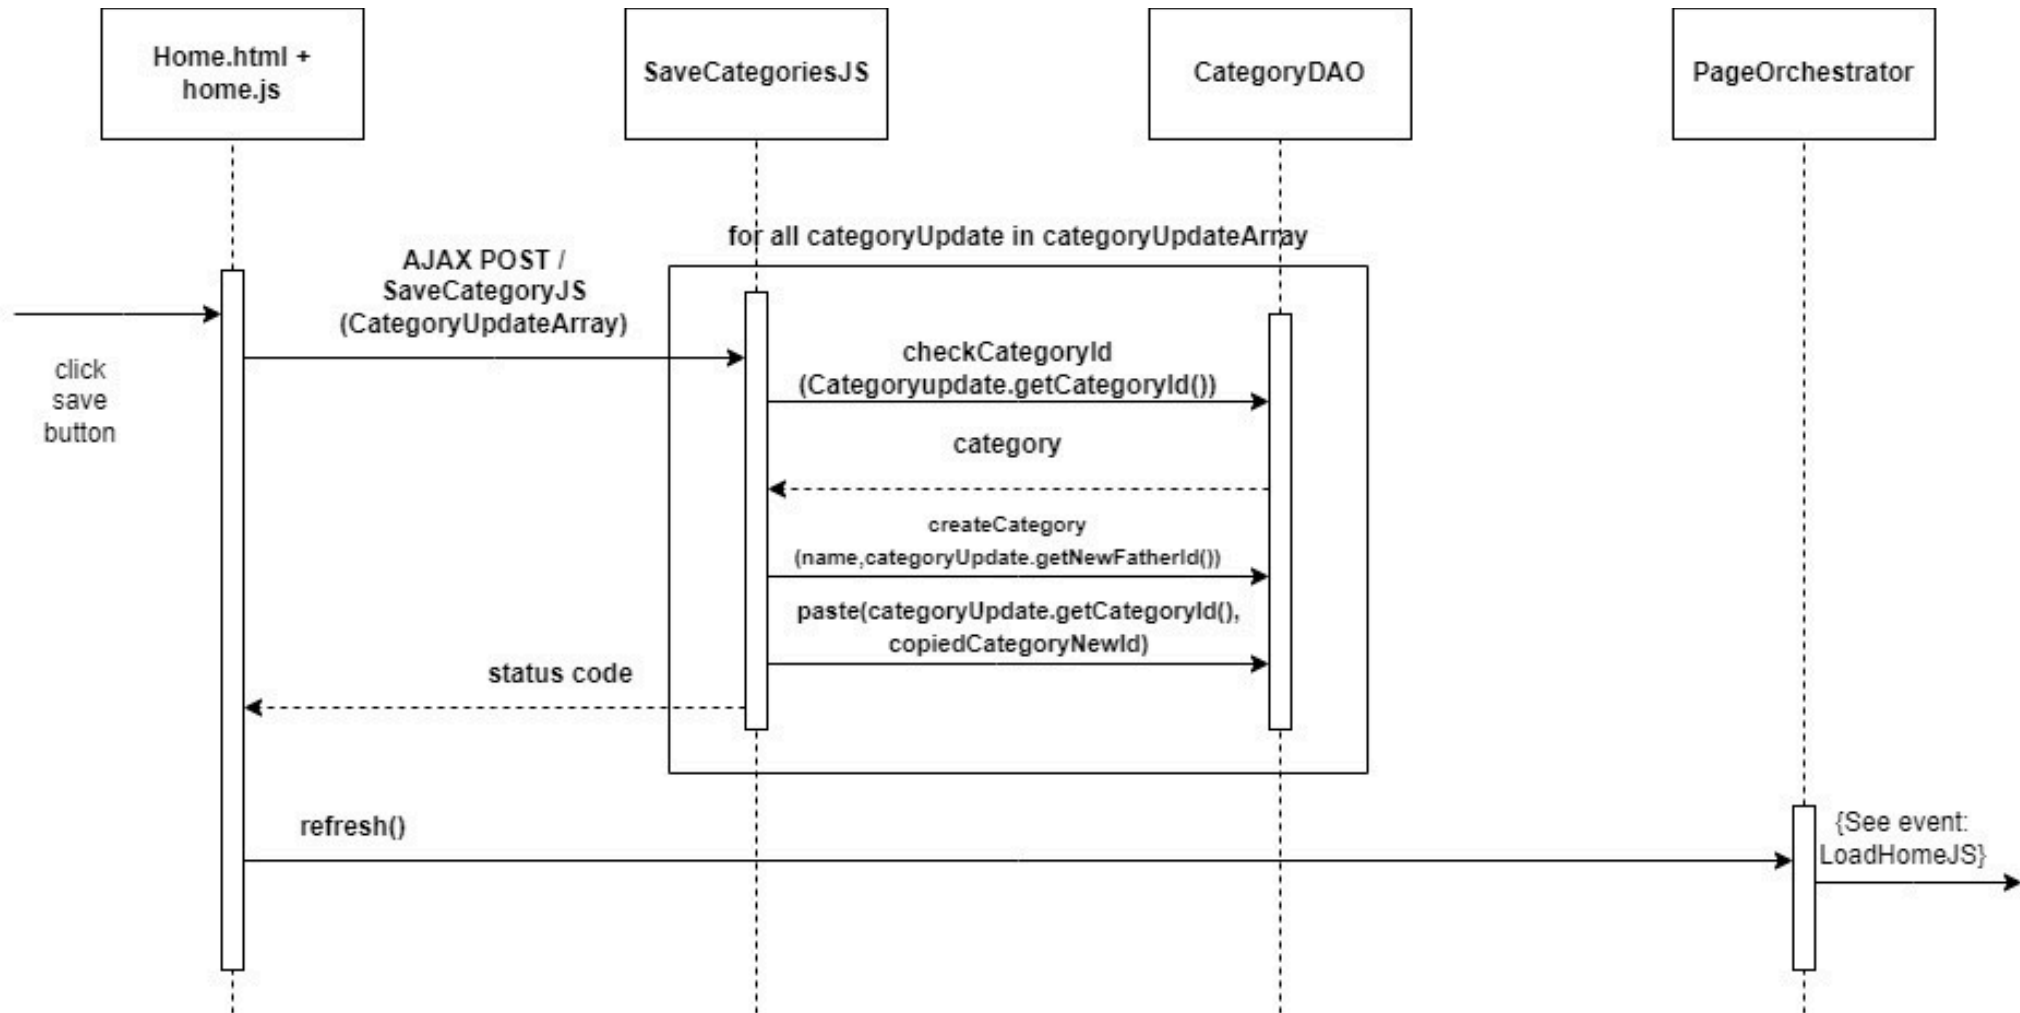 Home.html +
home.js
SaveCategoriesJS
CategoryDAO
PageOrchestrator
for all categoryUpdate in categoryUpdateArray
AJAX POST /
SaveCategoryJS
(CategoryUpdateArray)
click
save
button
checkCategoryId
(Categoryupdate.getCategoryId())
category
createCategory
(name,categoryUpdate.getNewFatherId())
paste(categoryUpdate.getCategoryId(),
copiedCategoryNewId)
status code
refresh()
{See event:
LoadHomeJS}